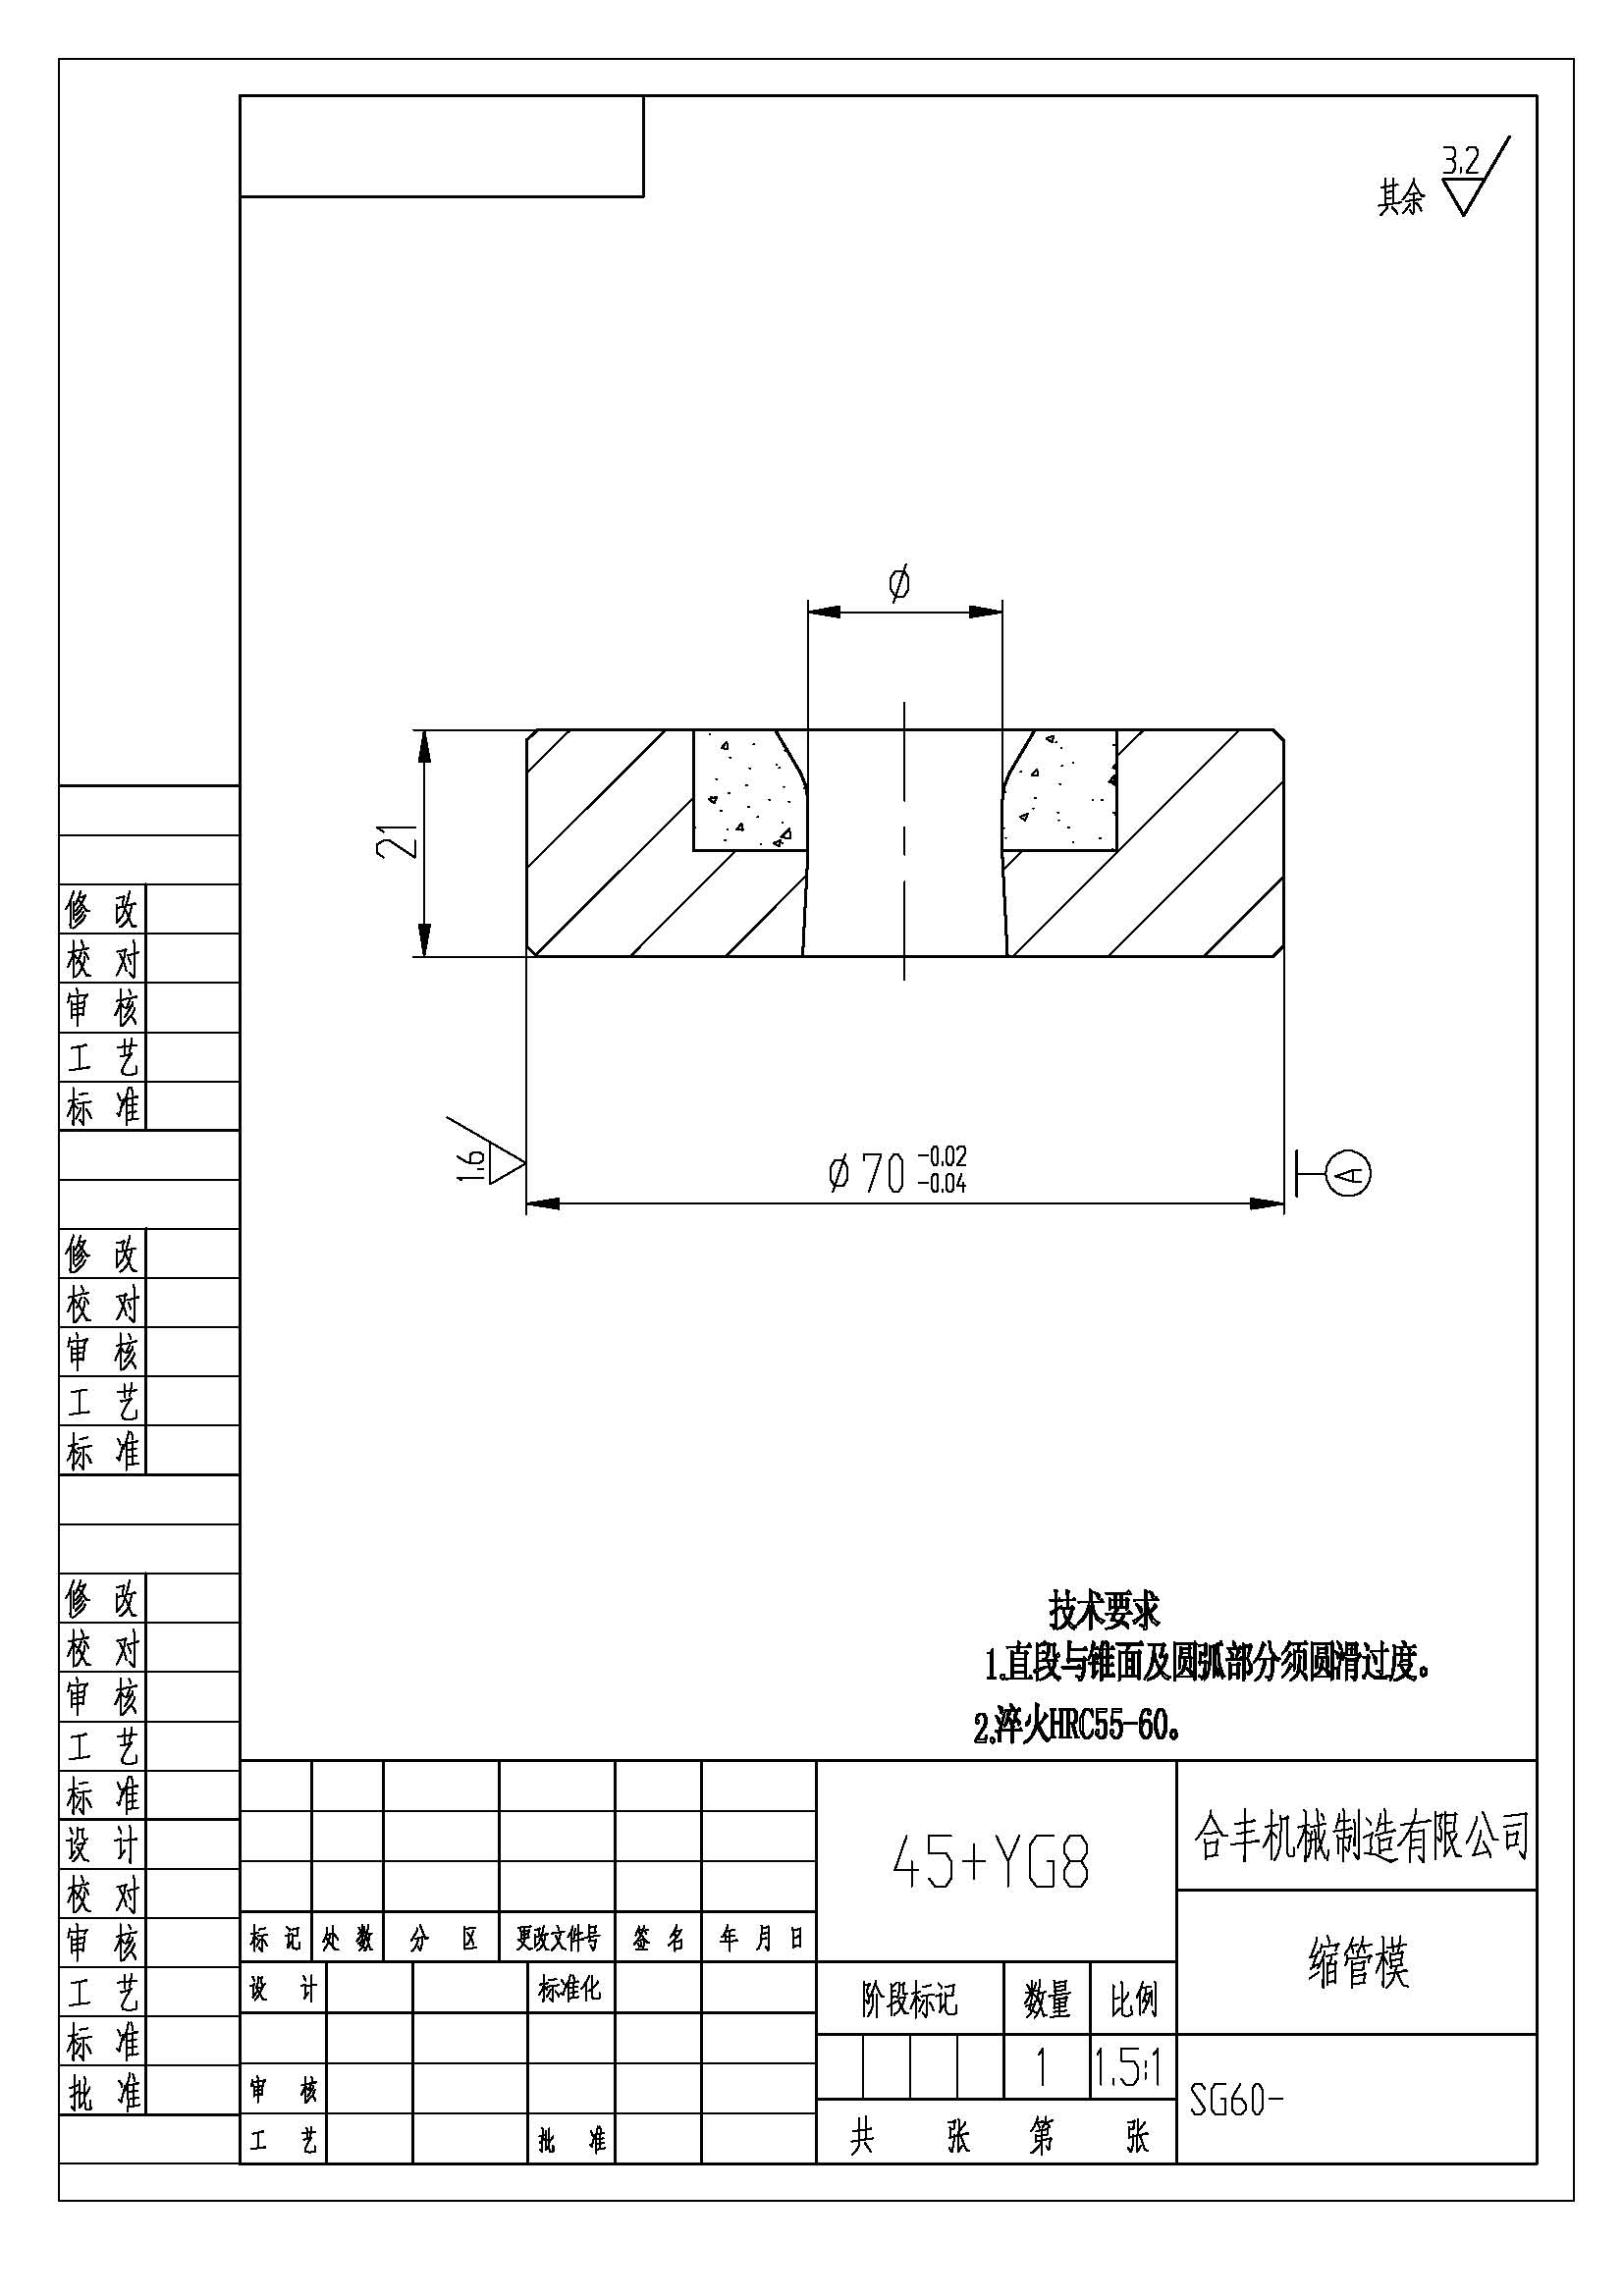 其余 3.2
Ø
21
1.6
Ø70 -0.02
-0.04
A
技术要求
1.直段与锥面及圆弧部分须圆滑过度。
2.淬火HRC55-60。
修 改
校 对
审 核
工 艺
标 准
修 改
校 对
审 核
工 艺
标 准
修 改
校 对
审 核
工 艺
标 准
设 计
校 对
审 核
工 艺
标 准
批 准
标 记 处 数 分 区 更改文件号 签 名 年 月 日
设 计 标准化
审 核
工 艺 批 准
45+YG8
阶段标记 数量 比例
1 1.5:1
共 张 第 张
合丰机械制造有限公司
缩管模
SG60-